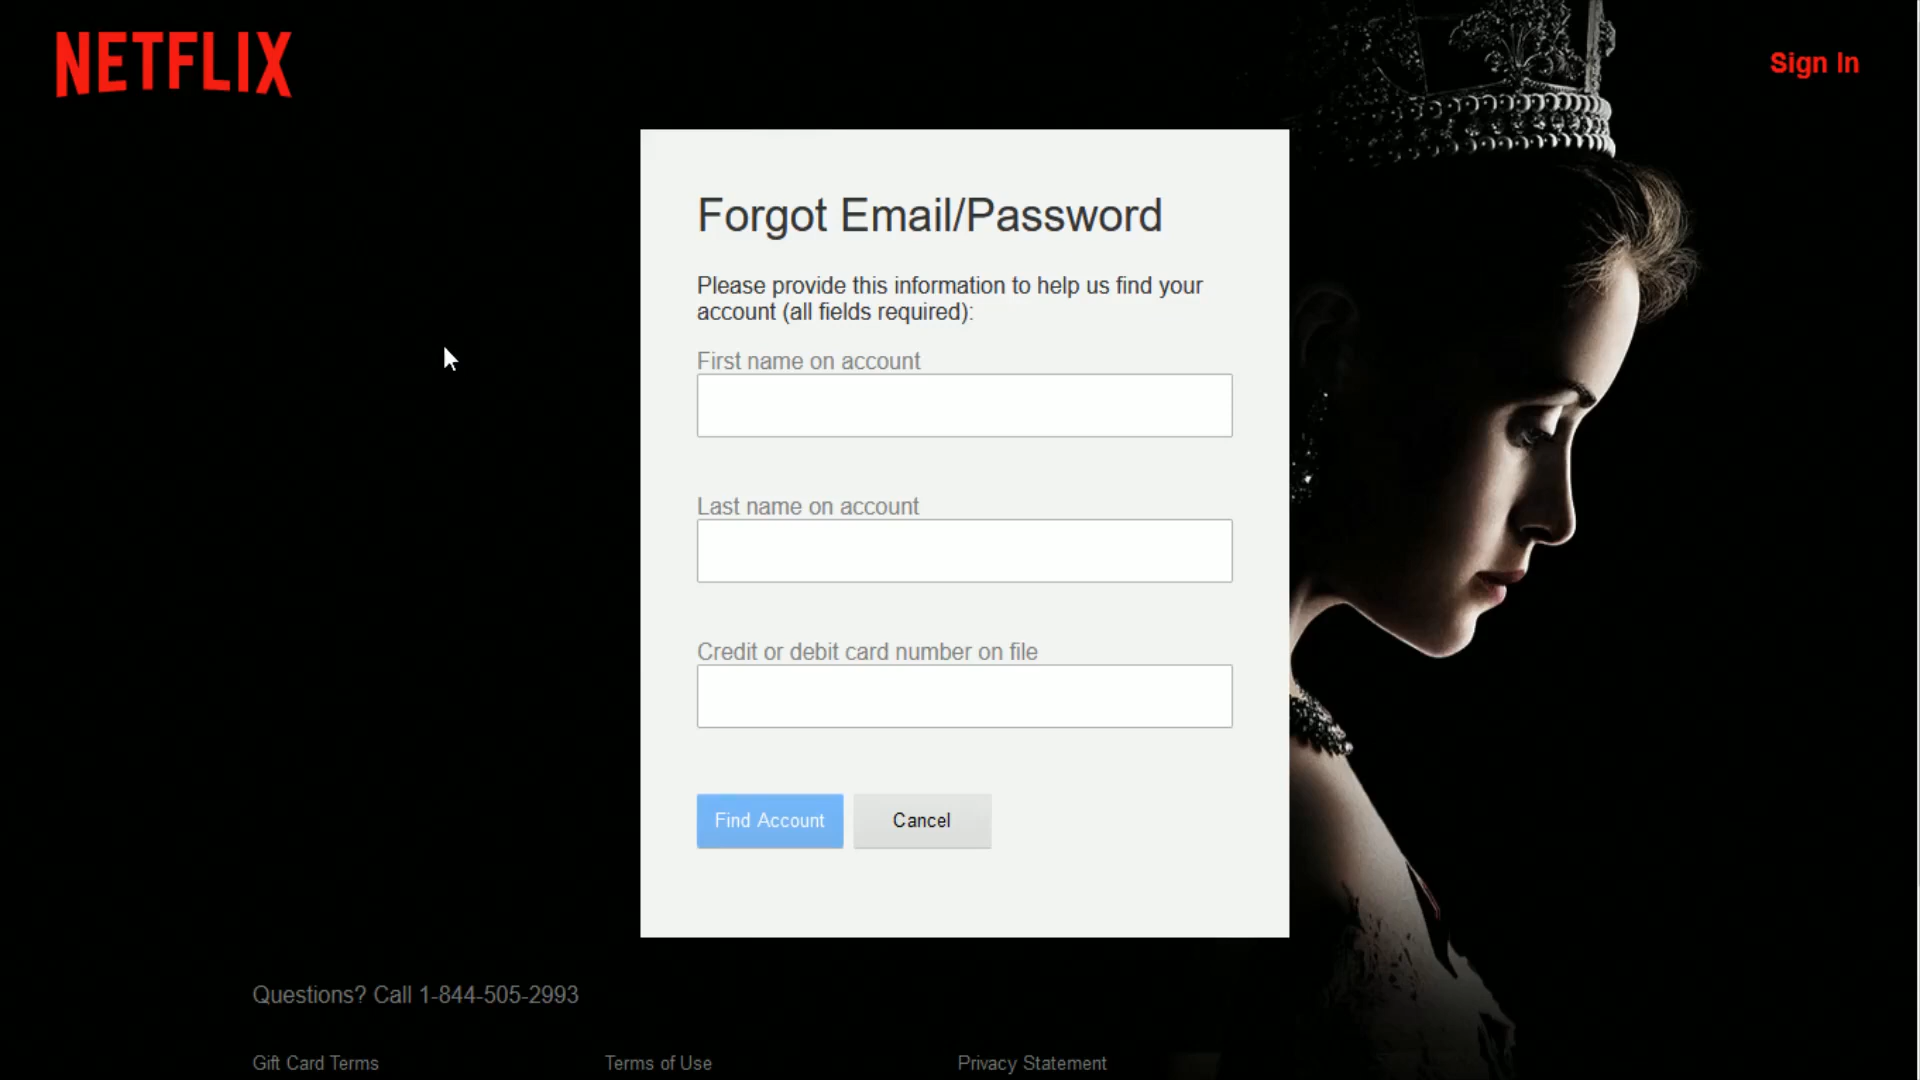 NETFLIX
Sign In
Forgot Email/Password
Please provide this information to help us find your
account (all fields required):
First name on account
Last name on account
Credit or debit card number on file
Find Account
Cancel
Questions? Call 1-844-505-2993
Gift Card Terms
Terms of Use
Privacy Statement